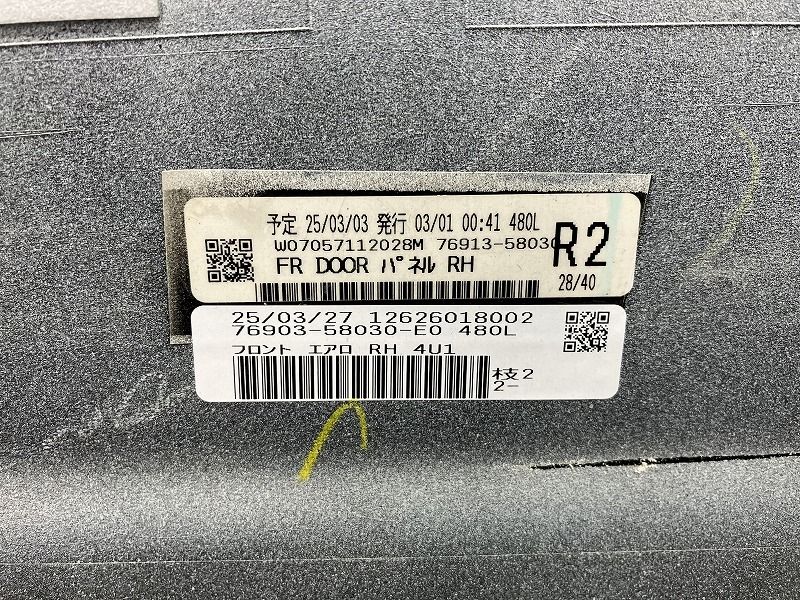 予定 25/03/03 発行 03/01 00:41 480L
W07057112028M 76913-58030
R2
FR DOOR パネル RH
28/40
25/03/27 12626018002
76903-58030-E0 480L
フロント エアロ RH 4U1
枝2
2-